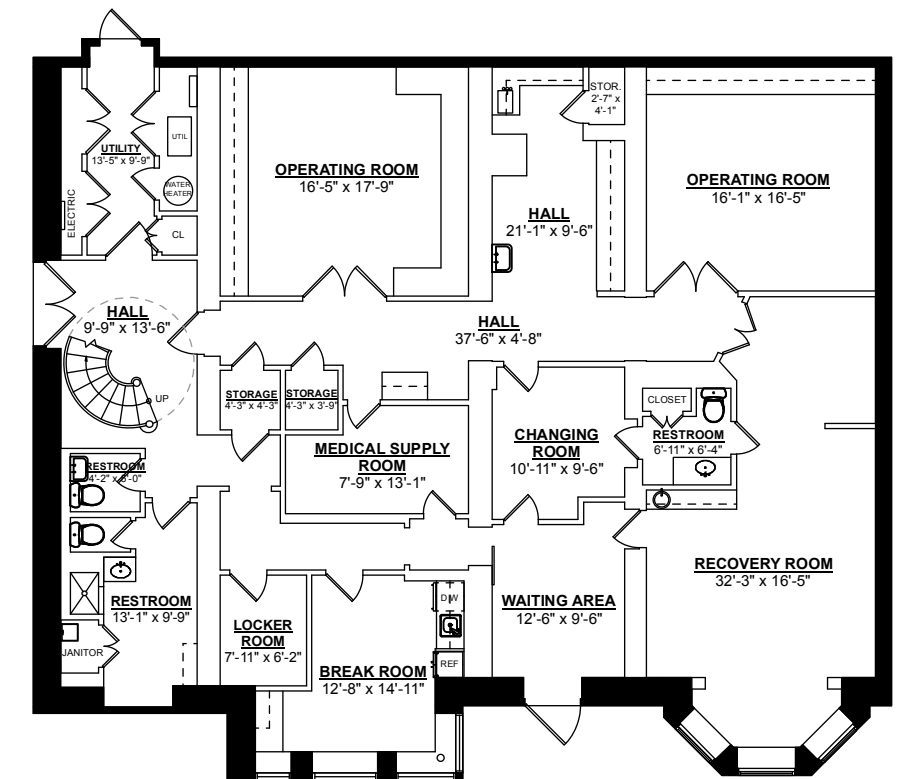 UTILITY
13'-5" x 9'-9"
UTIL
WATER
HEATER
ELECTRIC
CL
OPERATING ROOM
16'-5" x 17'-9"
STOR.
2'-7" x
4'-1"
HALL
21'-1" x 9'-6"
OPERATING ROOM
16'-1" x 16'-5"
HALL
9'-9" x 13'-6"
HALL
37'-6" x 4'-8"
UP
STORAGE
4'-3" x 4'-3"
STORAGE
4'-3" x 3'-9"
CLOSET
RESTROOM
6'-11" x 6'-4"
CHANGING
ROOM
10'-11" x 9'-6"
MEDICAL SUPPLY
ROOM
7'-9" x 13'-1"
RESTROOM
4'-2" x 6'-0"
RECOVERY ROOM
32'-3" x 16'-5"
RESTROOM
13'-1" x 9'-9"
JANITOR
LOCKER
ROOM
7'-11" x 6'-2"
D/W
REF
BREAK ROOM
12'-8" x 14'-11"
WAITING AREA
12'-6" x 9'-6"